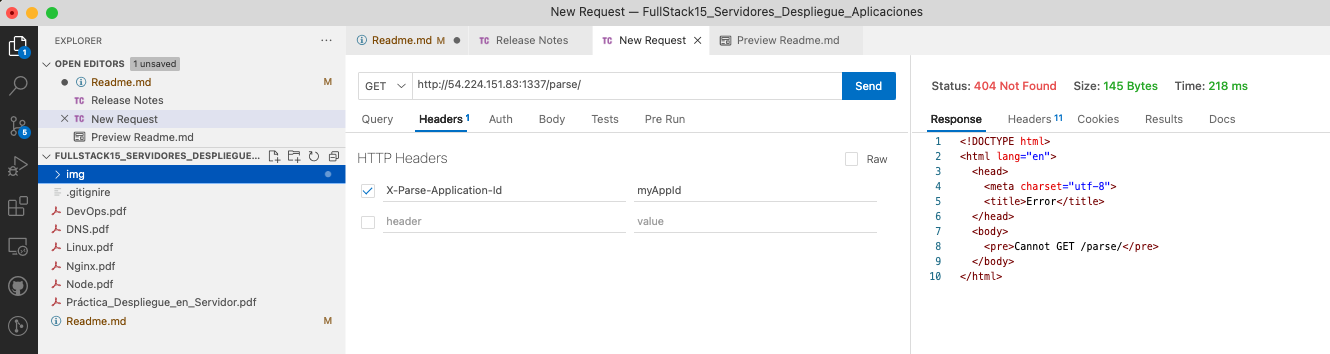 New Request — FullStack15_Servidores_Despliegue_Aplicaciones
EXPLORER
···
OPEN EDITORS 1 unsaved
Readme.md M
TC Release Notes
TC New Request
Preview Readme.md
FULLSTACK15_SERVIDORES_DESPLIEGUE...
img
.gitignire
DevOps.pdf
DNS.pdf
Linux.pdf
Nginx.pdf
Node.pdf
Práctica_Despliegue_en_Servidor.pdf
Readme.md M
1
6
Readme.md M
TC Release Notes
TC New Request
Preview Readme.md
GET http://54.224.151.83:1337/parse/ Send
Query Headers 1 Auth Body Tests Pre Run
HTTP Headers Raw
X-Parse-Application-Id myAppId
header value
Status: 404 Not Found Size: 145 Bytes Time: 218 ms
Response Headers 11 Cookies Results Docs
1 <!DOCTYPE html>
2 <html lang="en">
3 <head>
4 <meta charset="utf-8">
5 <title>Error</title>
6 </head>
7 <body>
8 <pre>Cannot GET /parse/</pre>
9 </body>
10 </html>